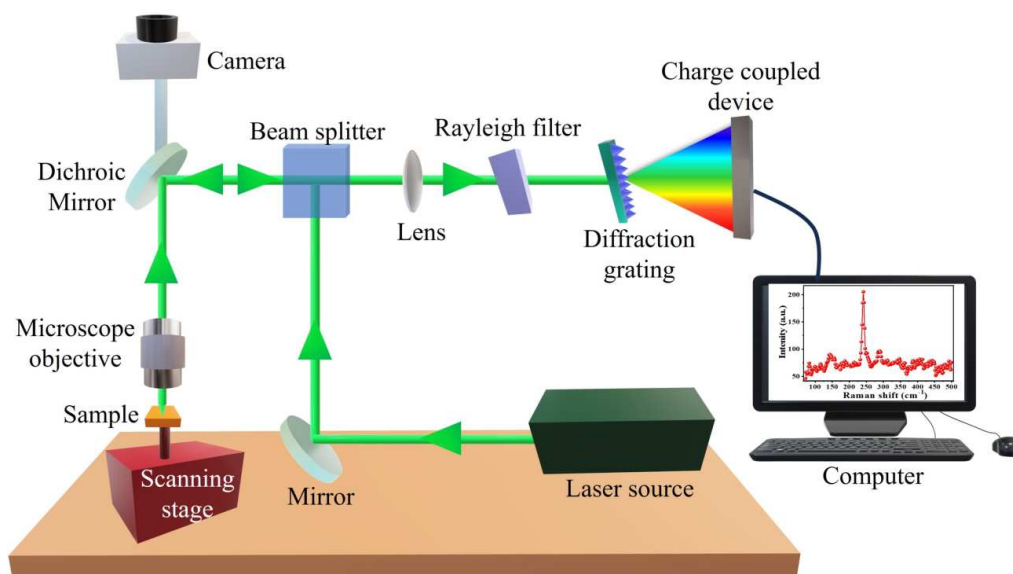 Camera
Charge coupled
device
Beam splitter
Rayleigh filter
Dichroic
Mirror
Lens
Diffraction
grating
Microscope
objective
Sample
Scanning
stage
Mirror
Laser source
Computer
Intenity (a.u.)
200
150
100
50
100 150 200 250 300 350 400 450 500
Raman shift (cm⁻¹)